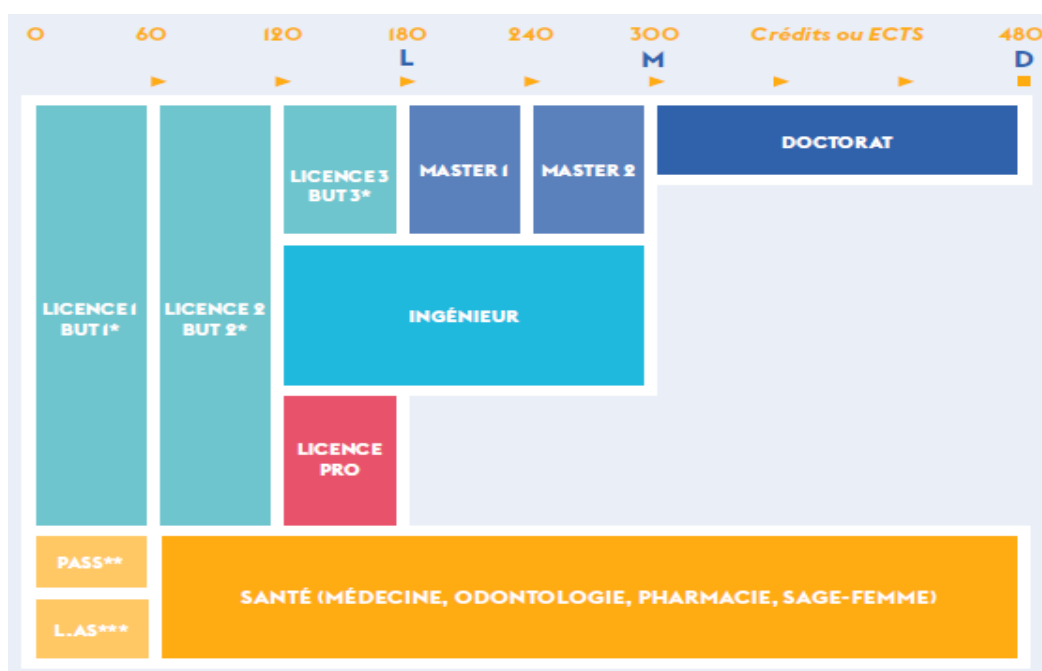 0 60 120 180 240 300 Crédits ou ECTS 480
L M D
DOCTORAT
LICENCE 3
BUT 3*
MASTER 1
MASTER 2
LICENCE 1
BUT 1*
LICENCE 2
BUT 2*
INGÉNIEUR
LICENCE
PRO
PASS**
L.AS***
SANTÉ (MÉDECINE, ODONTOLOGIE, PHARMACIE, SAGE-FEMME)